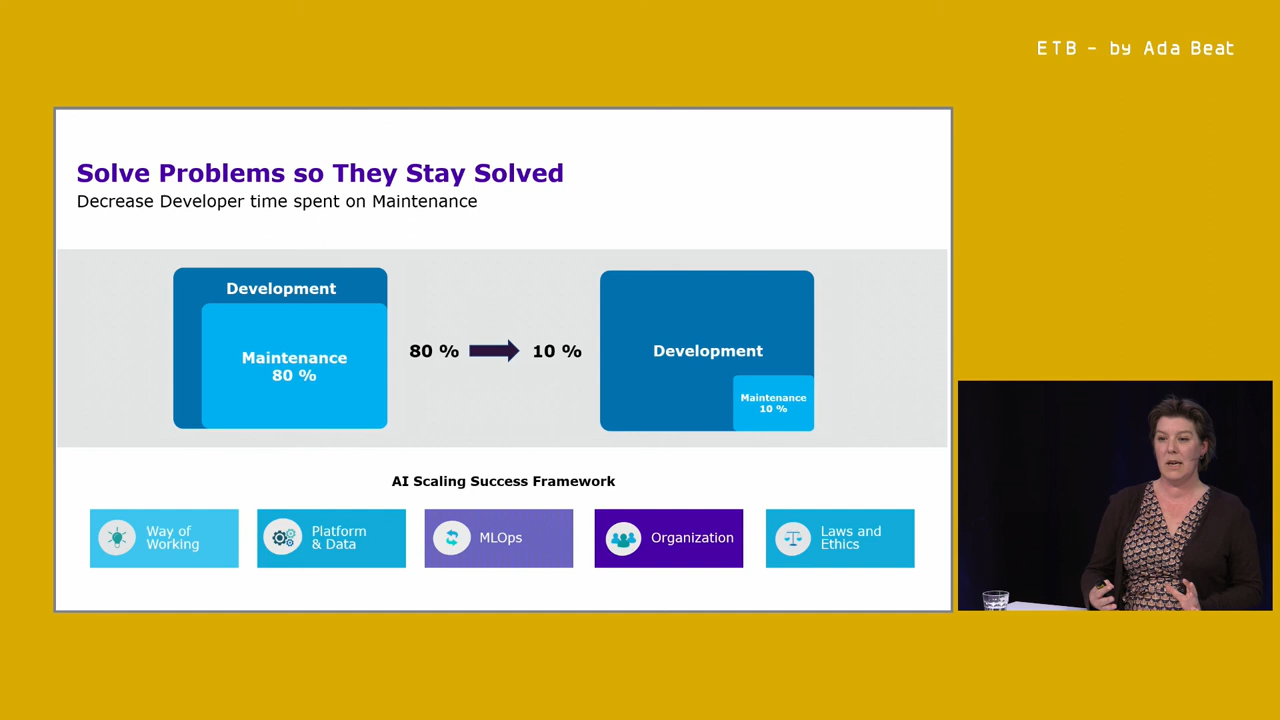 ETB - by Ada Beat
Solve Problems so They Stay Solved
Decrease Developer time spent on Maintenance
Development
Maintenance
80 %
80 %
10 %
Development
Maintenance
10 %
AI Scaling Success Framework
Way of
Working
Platform
& Data
MLOps
Organization
Laws and
Ethics